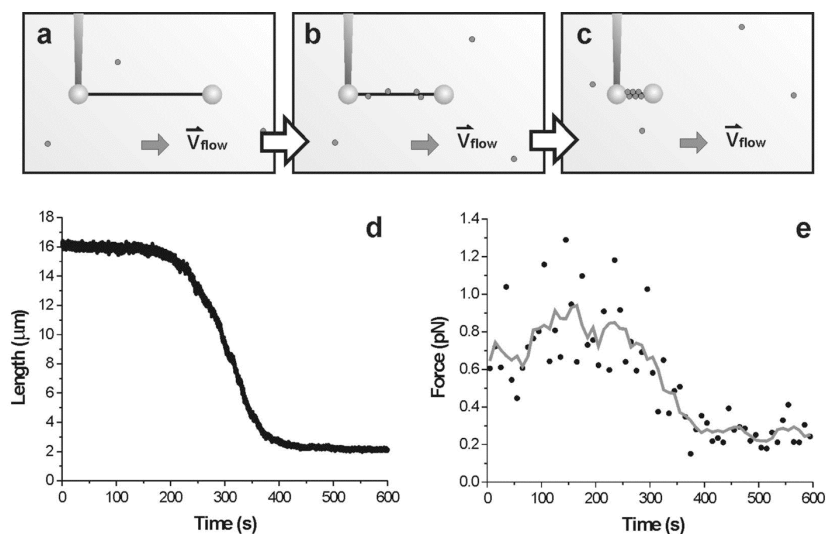 a
b
c
V flow
V flow
V flow
d
18
16
14
12
10
8
6
4
2
0
Length (μm)
0 100 200 300 400 500 600
Time (s)
e
1.4
1.2
1.0
0.8
0.6
0.4
0.2
0.0
Force (pN)
0 100 200 300 400 500 600
Time (s)